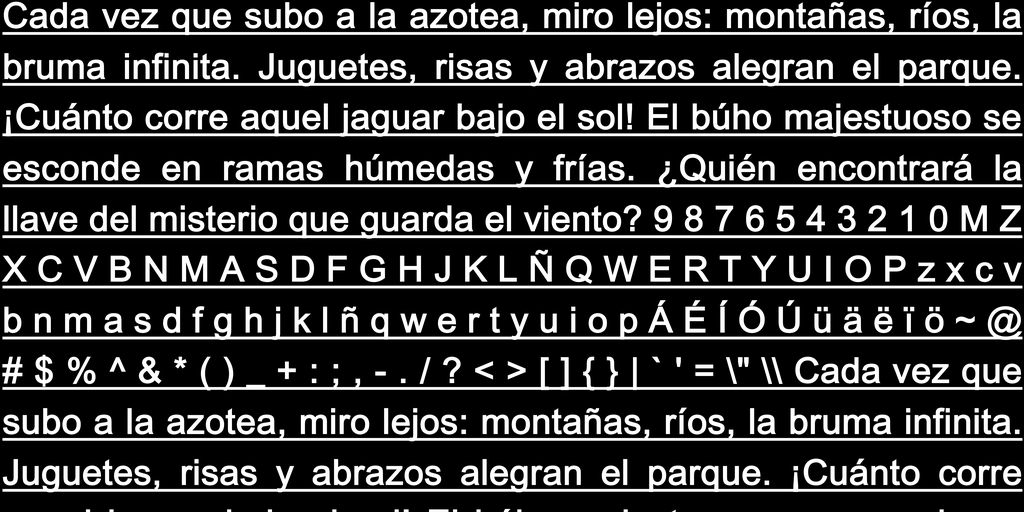 Cada vez que subo a la azotea, miro lejos: montañas, ríos, la
bruma infinita. Juguetes, risas y abrazos alegran el parque.
¡Cuánto corre aquel jaguar bajo el sol! El búho majestuoso se
esconde en ramas húmedas y frías. ¿Quién encontrará la
llave del misterio que guarda el viento? 9 8 7 6 5 4 3 2 1 0 M Z
X C V B N M A S D F G H J K L Ñ Q W E R T Y U I O P z x c v
b n m a s d f g h j k l ñ q w e r t y u i o p Á É Í Ó Ú ü ä ë ï ö ~ @
# $ % ^ & * ( ) _ + : ; , - . / ? < > [ ] { } | ` ' = \" \\ Cada vez que
subo a la azotea, miro lejos: montañas, ríos, la bruma infinita.
Juguetes, risas y abrazos alegran el parque. ¡Cuánto corre